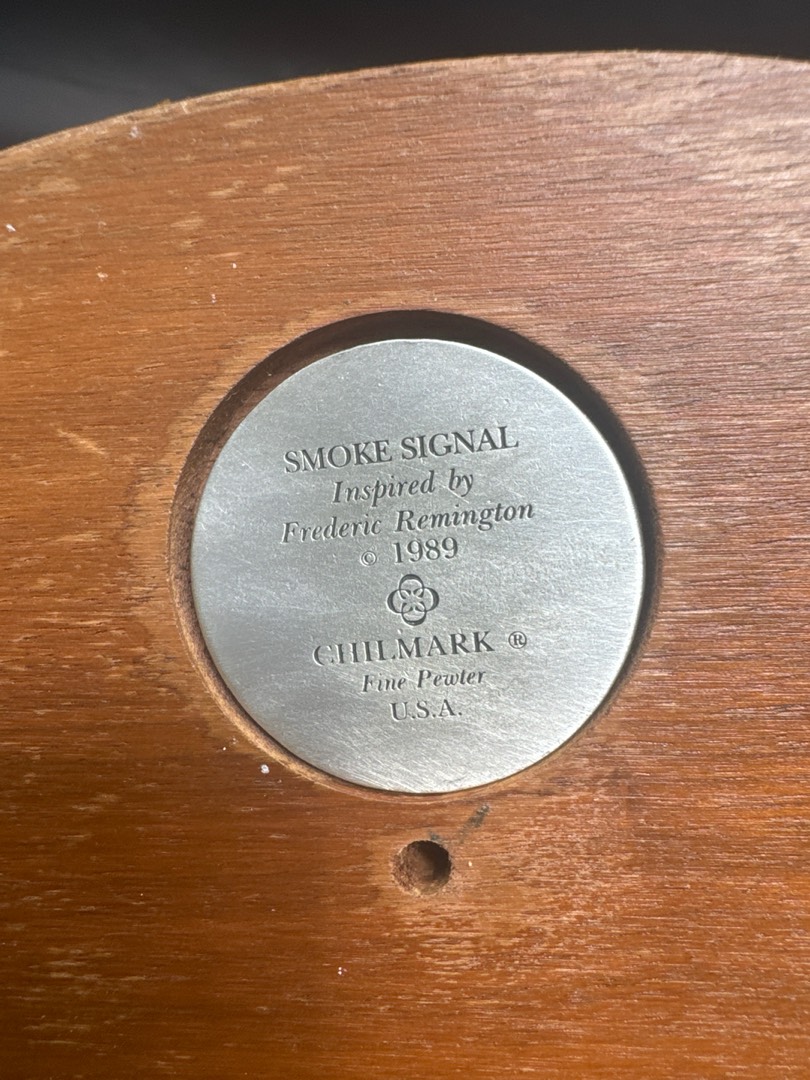 SMOKE SIGNAL
Inspired by
Frederic Remington
© 1989
CHILMARK ®
Fine Pewter
U.S.A.